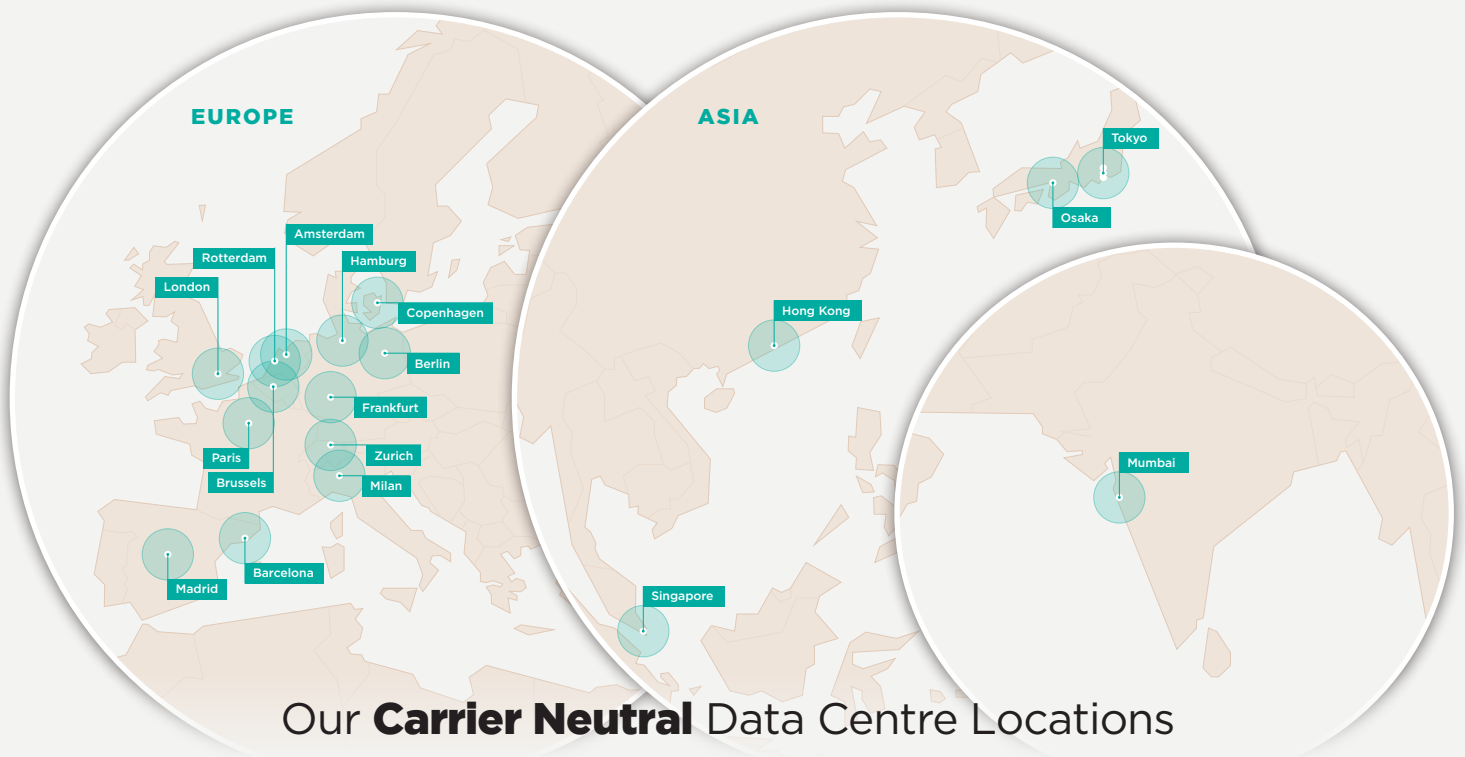 EUROPE
ASIA
Tokyo
Osaka
Amsterdam
Rotterdam
Hamburg
London
Copenhagen
Hong Kong
Berlin
Frankfurt
Zurich
Paris
Brussels
Milan
Mumbai
Barcelona
Madrid
Singapore
Our Carrier Neutral Data Centre Locations